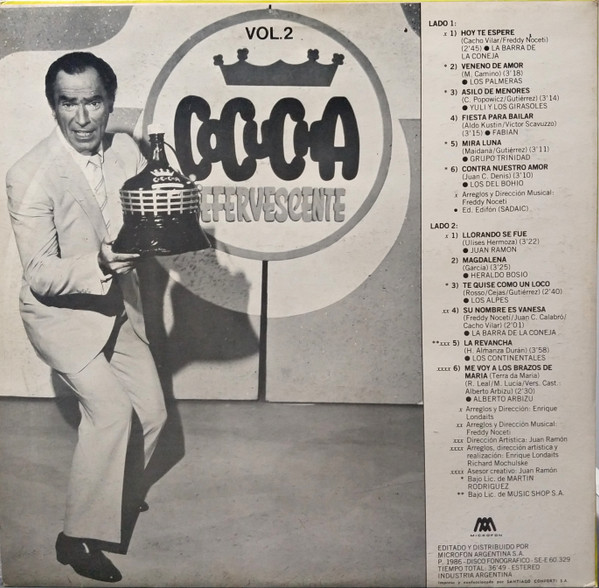 VOL.2
COCUCHA
COCOA
EFERVESCENTE
LADO 1:
x 1) HOY TE ESPERE
(Cacho Vilar/Freddy Noceti)
(2'45) ● LA BARRA DE
LA CONEJA
* 2) VENENO DE AMOR
(M. Camino) (3'18)
● LOS PALMERAS
* 3) ASILO DE MENORES
(C. Popowicz/Gutiérrez) (3'14)
● YULI Y LOS GIRASOLES
4) FIESTA PARA BAILAR
(Aldo Kustin/Victor Scavuzzo)
(3'15) ● FABIAN
* 5) MIRA LUNA
(Maidana/Gutiérrez) (3'11)
● GRUPO TRINIDAD
* 6) CONTRA NUESTRO AMOR
(Juan C. Denis) (3'10)
● LOS DEL BOHIO
x Arreglos y Dirección Musical:
Freddy Noceti
● Ed. Edifón (SADAIC)
LADO 2:
x 1) LLORANDO SE FUE
(Ulises Hermoza) (3'22)
● JUAN RAMON
2) MAGDALENA
(García) (3'25)
● HERALDO BOSIO
* 3) TE QUISE COMO UN LOCO
(Rosso/Cejas/Gutiérrez) (2'40)
● LOS ALPES
xx 4) SU NOMBRE ES VANESA
(Freddy Noceti/Juan C. Calabró/
Cacho Vilar) (2'01)
● LA BARRA DE LA CONEJA
**xxx 5) LA REVANCHA
(H. Almanza Durán) (3'58)
● LOS CONTINENTALES
xxxx 6) ME VOY A LOS BRAZOS DE
MARIA (Terra da María)
(R. Leal/M. Lucia/Vers. Cast.
Alberto Arbizu) (2'30)
● ALBERTO ARBIZU
x Arreglos y Dirección: Enrique
Londaits
xx Arreglos y Dirección Musical:
Freddy Noceti
xxx Dirección Artística: Juan Ramón
xxxx Arreglos, dirección artística y
realización: Enrique Londaits
Richard Mochulske
xxxx Asesor creativo: Juan Ramón
* Bajo Lic. de MARTIN
RODRIGUEZ
** Bajo Lic. de MUSIC SHOP S.A.
MICROFON
EDITADO Y DISTRIBUIDO POR
MICROFON ARGENTINA S.A.
P. 1986 - DISCO FONOGRAFICO - SE-E 60.329
TIEMPO TOTAL: 36'49 - ESTEREO
INDUSTRIA ARGENTINA